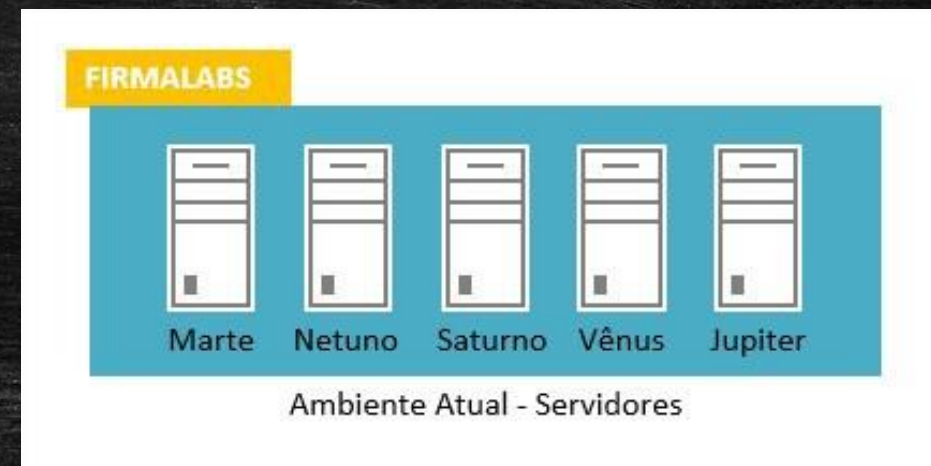 FIRMALABS
Marte Netuno Saturno Vênus Jupiter
Ambiente Atual - Servidores